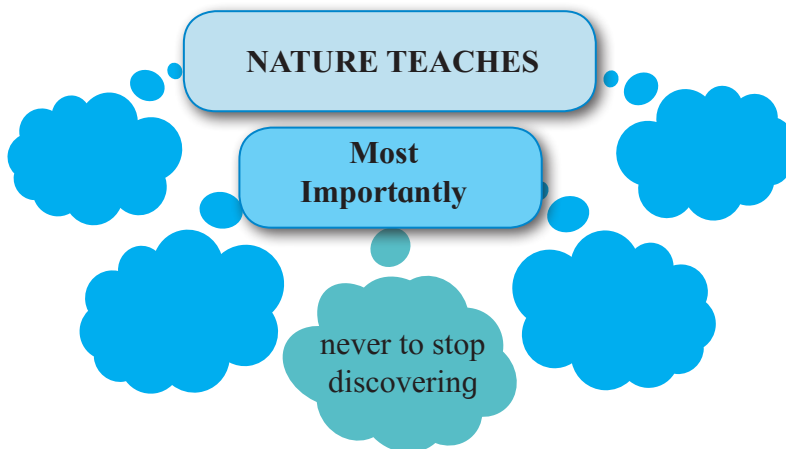 NATURE TEACHES
Most
Importantly
never to stop
discovering